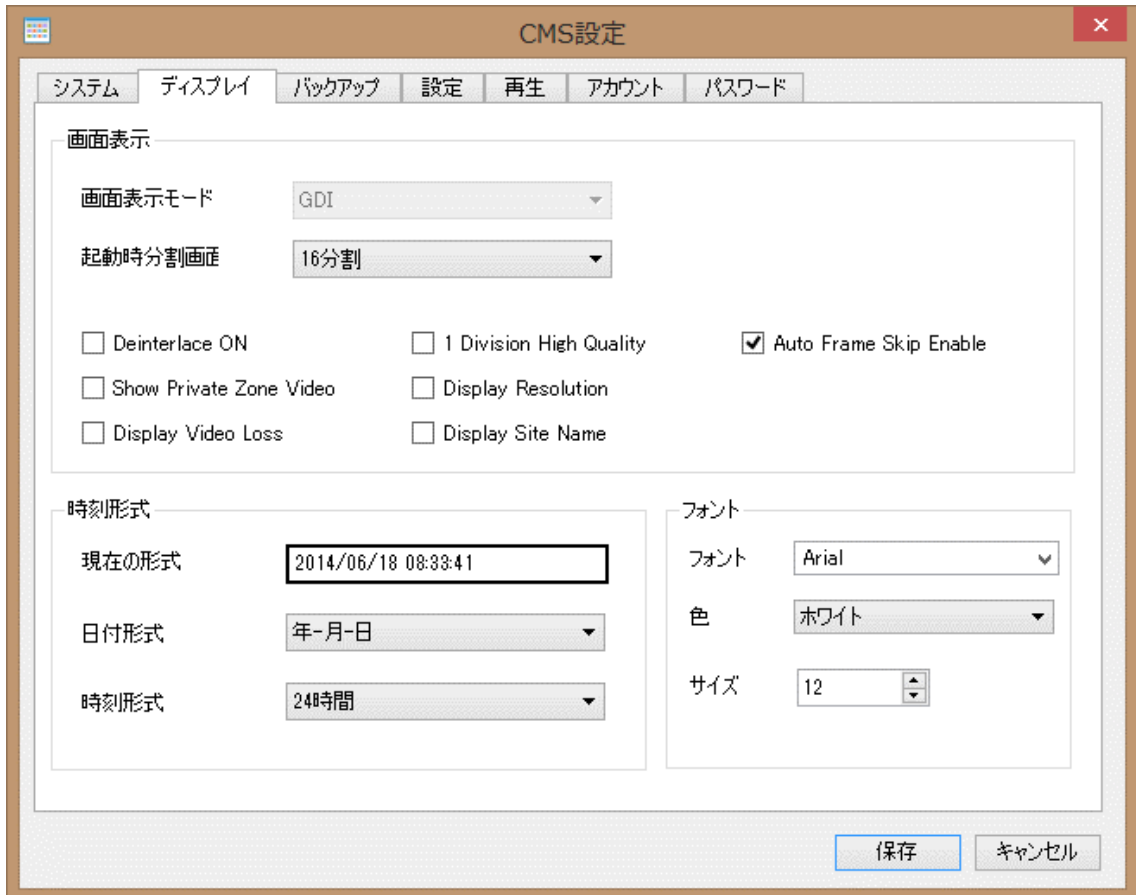 CMS設定
システム ディスプレイ バックアップ 設定 再生 アカウント パスワード
画面表示
画面表示モード GDI
起動時分割画面 16分割
Deinterlace ON 1 Division High Quality Auto Frame Skip Enable
Show Private Zone Video Display Resolution
Display Video Loss Display Site Name
時刻形式
現在の形式 2014/06/18 08:33:41
日付形式 年-月-日
時刻形式 24時間
フォント
フォント Arial
色 ホワイト
サイズ 12
保存 キャンセル